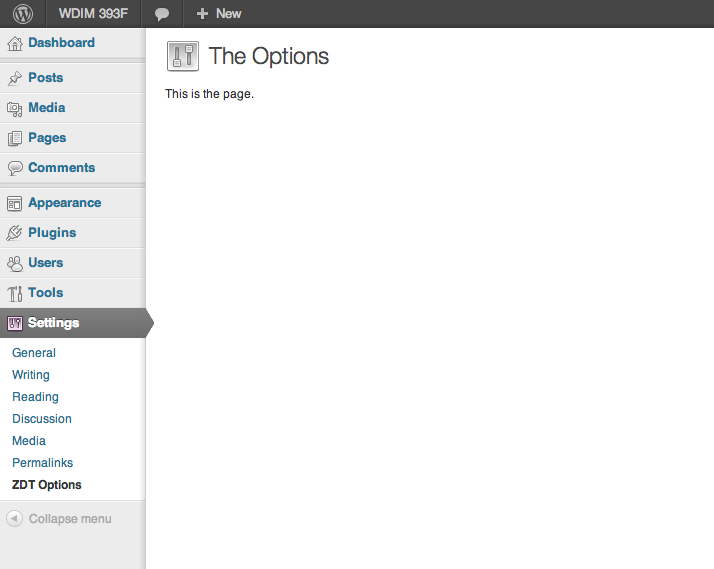 WDIM 393F
New
Dashboard
Posts
Media
Pages
Comments
Appearance
Plugins
Users
Tools
Settings
General
Writing
Reading
Discussion
Media
Permalinks
ZDT Options
Collapse menu
The Options
This is the page.